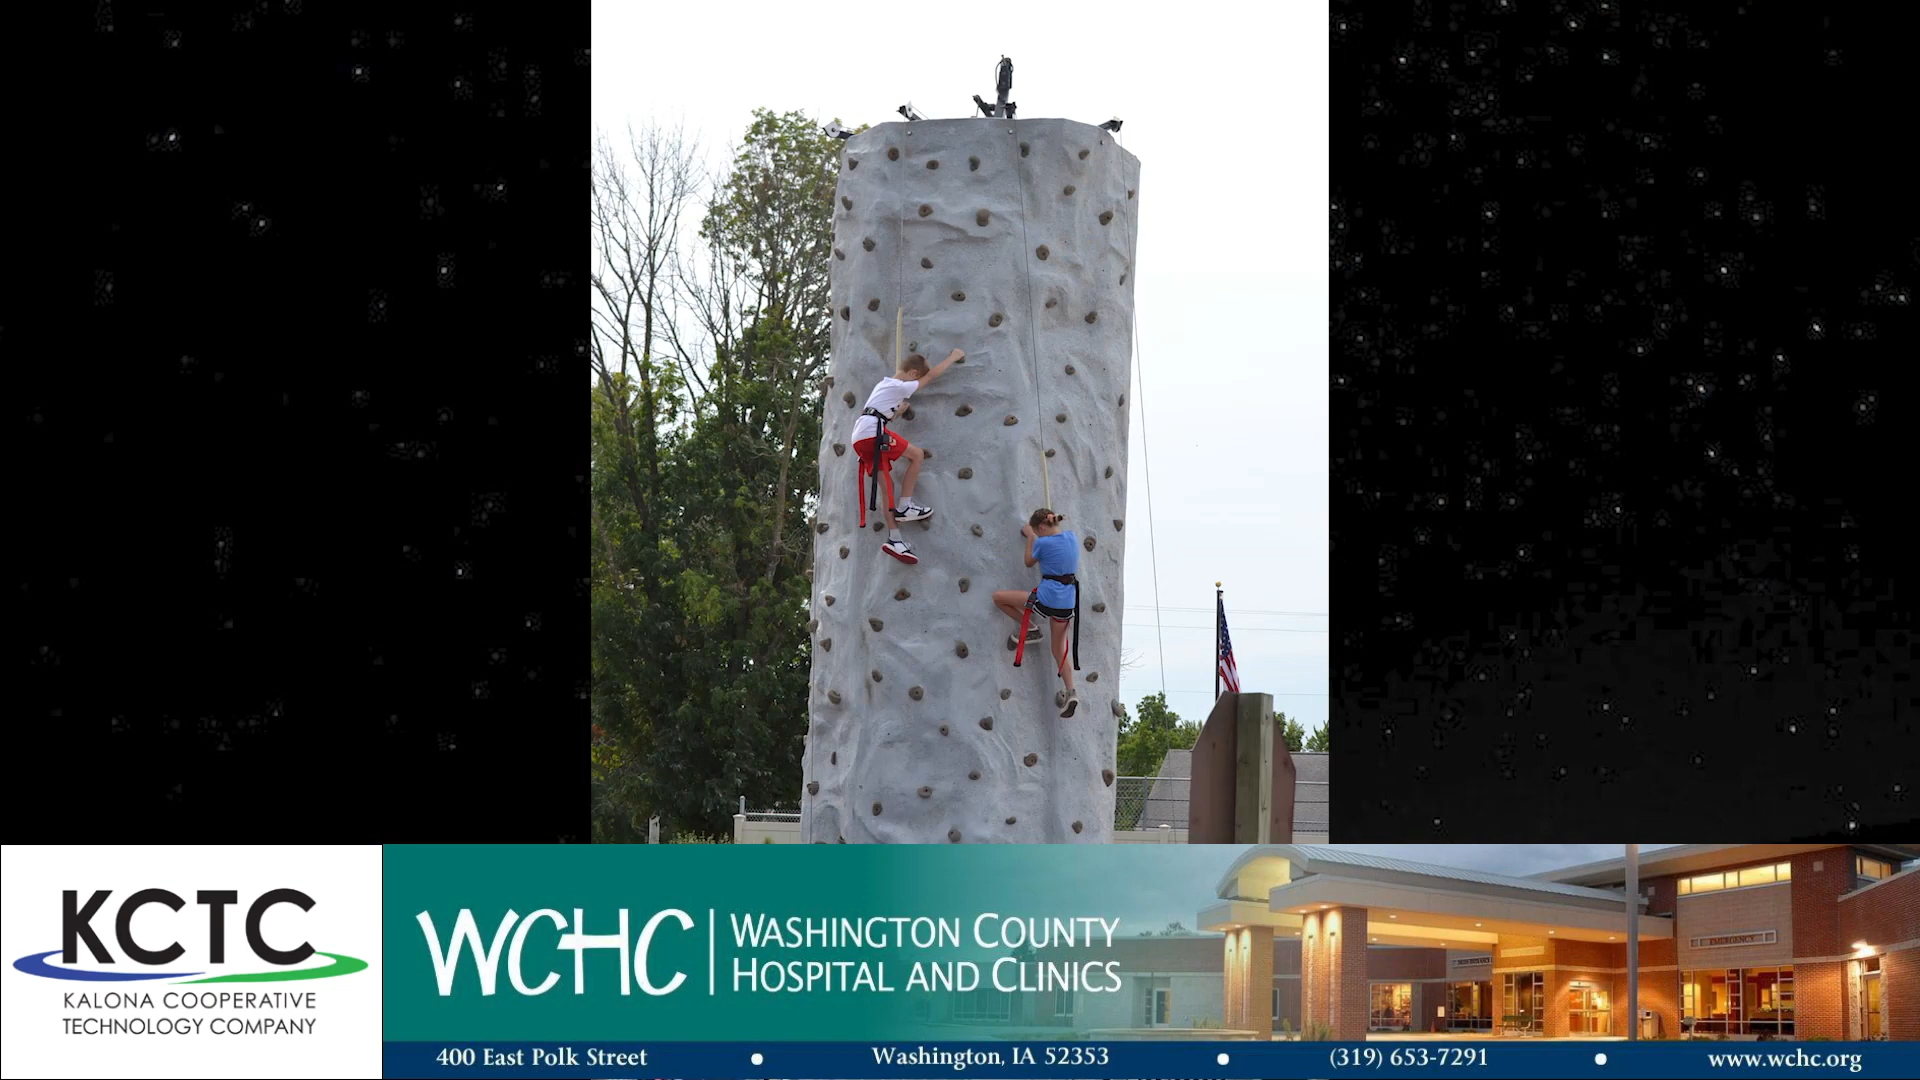 KCTC
KALONA COOPERATIVE
TECHNOLOGY COMPANY
WCHC
WASHINGTON COUNTY
HOSPITAL AND CLINICS
EMERGENCY
400 East Polk Street
Washington, IA 52353
(319) 653-7291
www.wchc.org